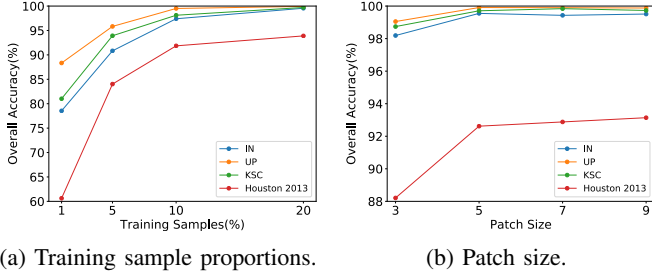 100
95
90
85
80
75
70
65
60
Overall Accuracy(%)
1 5 10 20
Training Samples(%)
IN
UP
KSC
Houston 2013
(a) Training sample proportions.
100
98
96
94
92
90
88
Overall Accuracy(%)
3 5 7 9
Patch Size
IN
UP
KSC
Houston 2013
(b) Patch size.